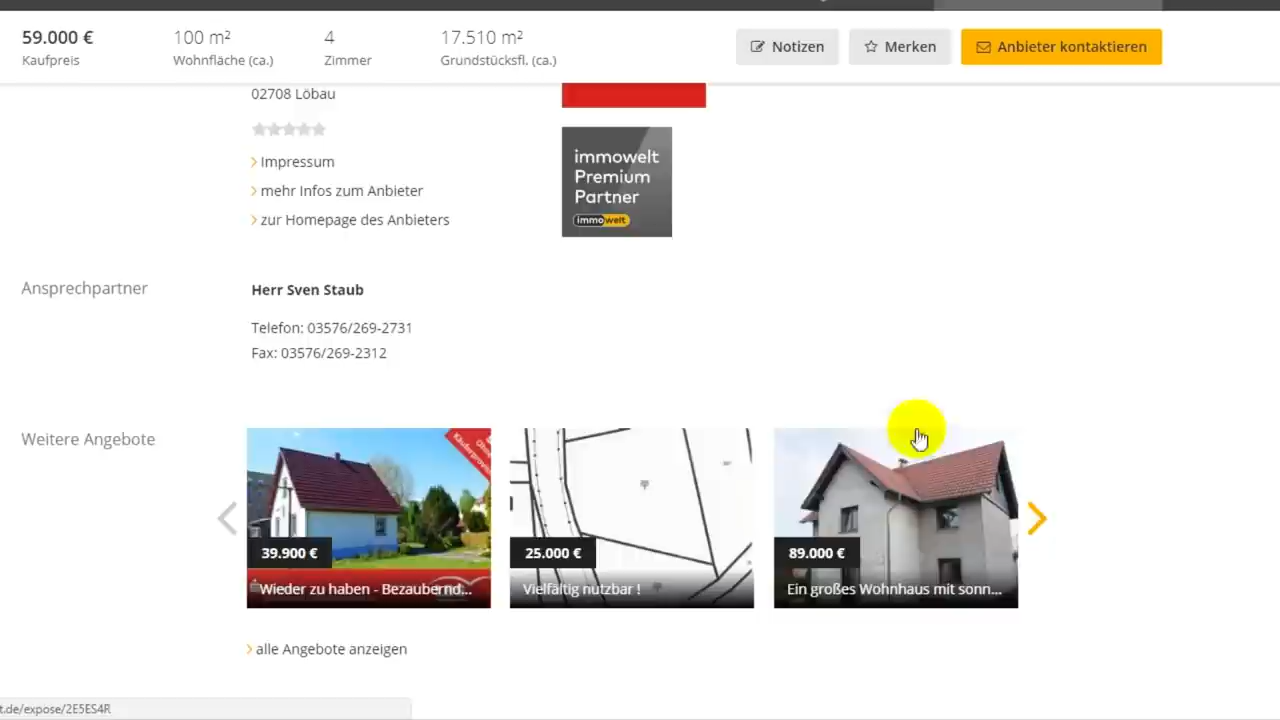 59.000 € 100 m² 4 17.510 m²
Kaufpreis Wohnfläche (ca.) Zimmer Grundstücksfl. (ca.)
Notizen Merken Anbieter kontaktieren
02708 Löbau
Impressum
mehr Infos zum Anbieter
zur Homepage des Anbieters
immowelt
Premium
Partner
immowelt
Ansprechpartner
Herr Sven Staub
Telefon: 03576/269-2731
Fax: 03576/269-2312
Weitere Angebote
39.900 €
Wieder zu haben - Bezaubernd...
25.000 €
Vielfältig nutzbar !
89.000 €
Ein großes Wohnhaus mit sonn...
alle Angebote anzeigen
t.de/expose/2E5ES4R